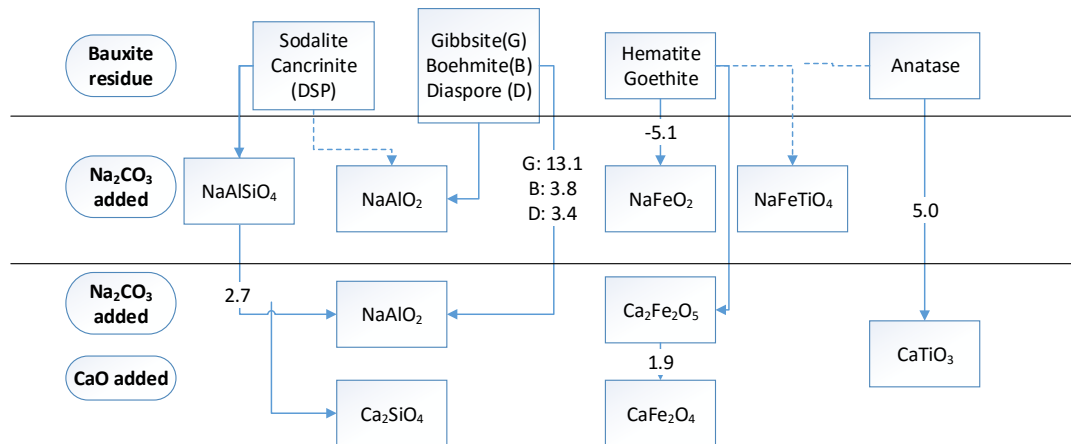 Bauxite
residue
Sodalite
Cancrinite
(DSP)
Gibbsite(G)
Boehmite(B)
Diaspore (D)
Hematite
Goethite
Anatase
Na₂CO₃
added
NaAlSiO₄
NaAlO₂
G: 13.1
B: 3.8
D: 3.4
-5.1
NaFeO₂
NaFeTiO₄
5.0
Na₂CO₃
added
2.7
NaAlO₂
Ca₂Fe₂O₅
CaTiO₃
1.9
CaO added
Ca₂SiO₄
CaFe₂O₄